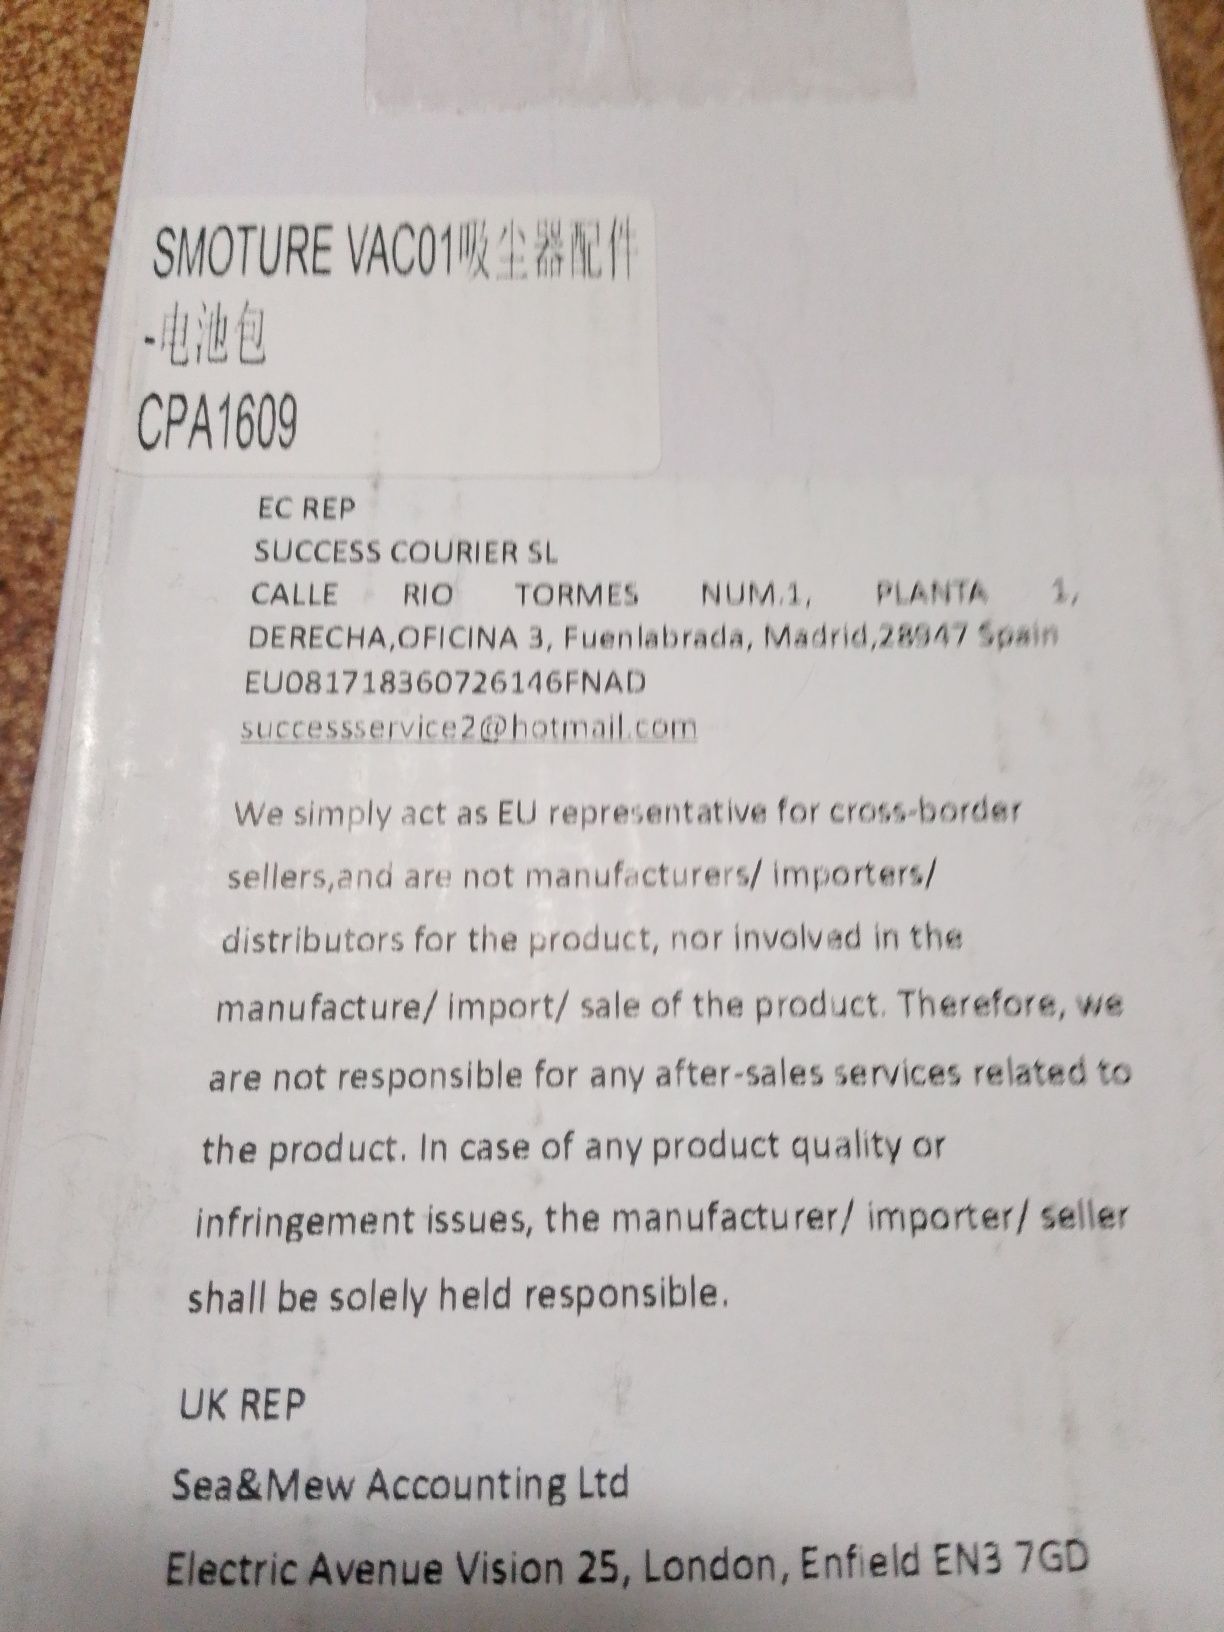 SMOTURE VAC01吸尘器配件
-电池包
CPA1609
EC REP
SUCCESS COURIER SL
CALLE RIO TORMES NUM.1, PLANTA 1,
DERECHA,OFICINA 3, Fuenlabrada, Madrid,28947 Spain
EU081718360726146FNAD
successservice2@hotmail.com
We simply act as EU representative for cross-border
sellers,and are not manufacturers/ importers/
distributors for the product, nor involved in the
manufacture/ import/ sale of the product. Therefore, we
are not responsible for any after-sales services related to
the product. In case of any product quality or
infringement issues, the manufacturer/ importer/ seller
shall be solely held responsible.
UK REP
Sea&Mew Accounting Ltd
Electric Avenue Vision 25, London, Enfield EN3 7GD